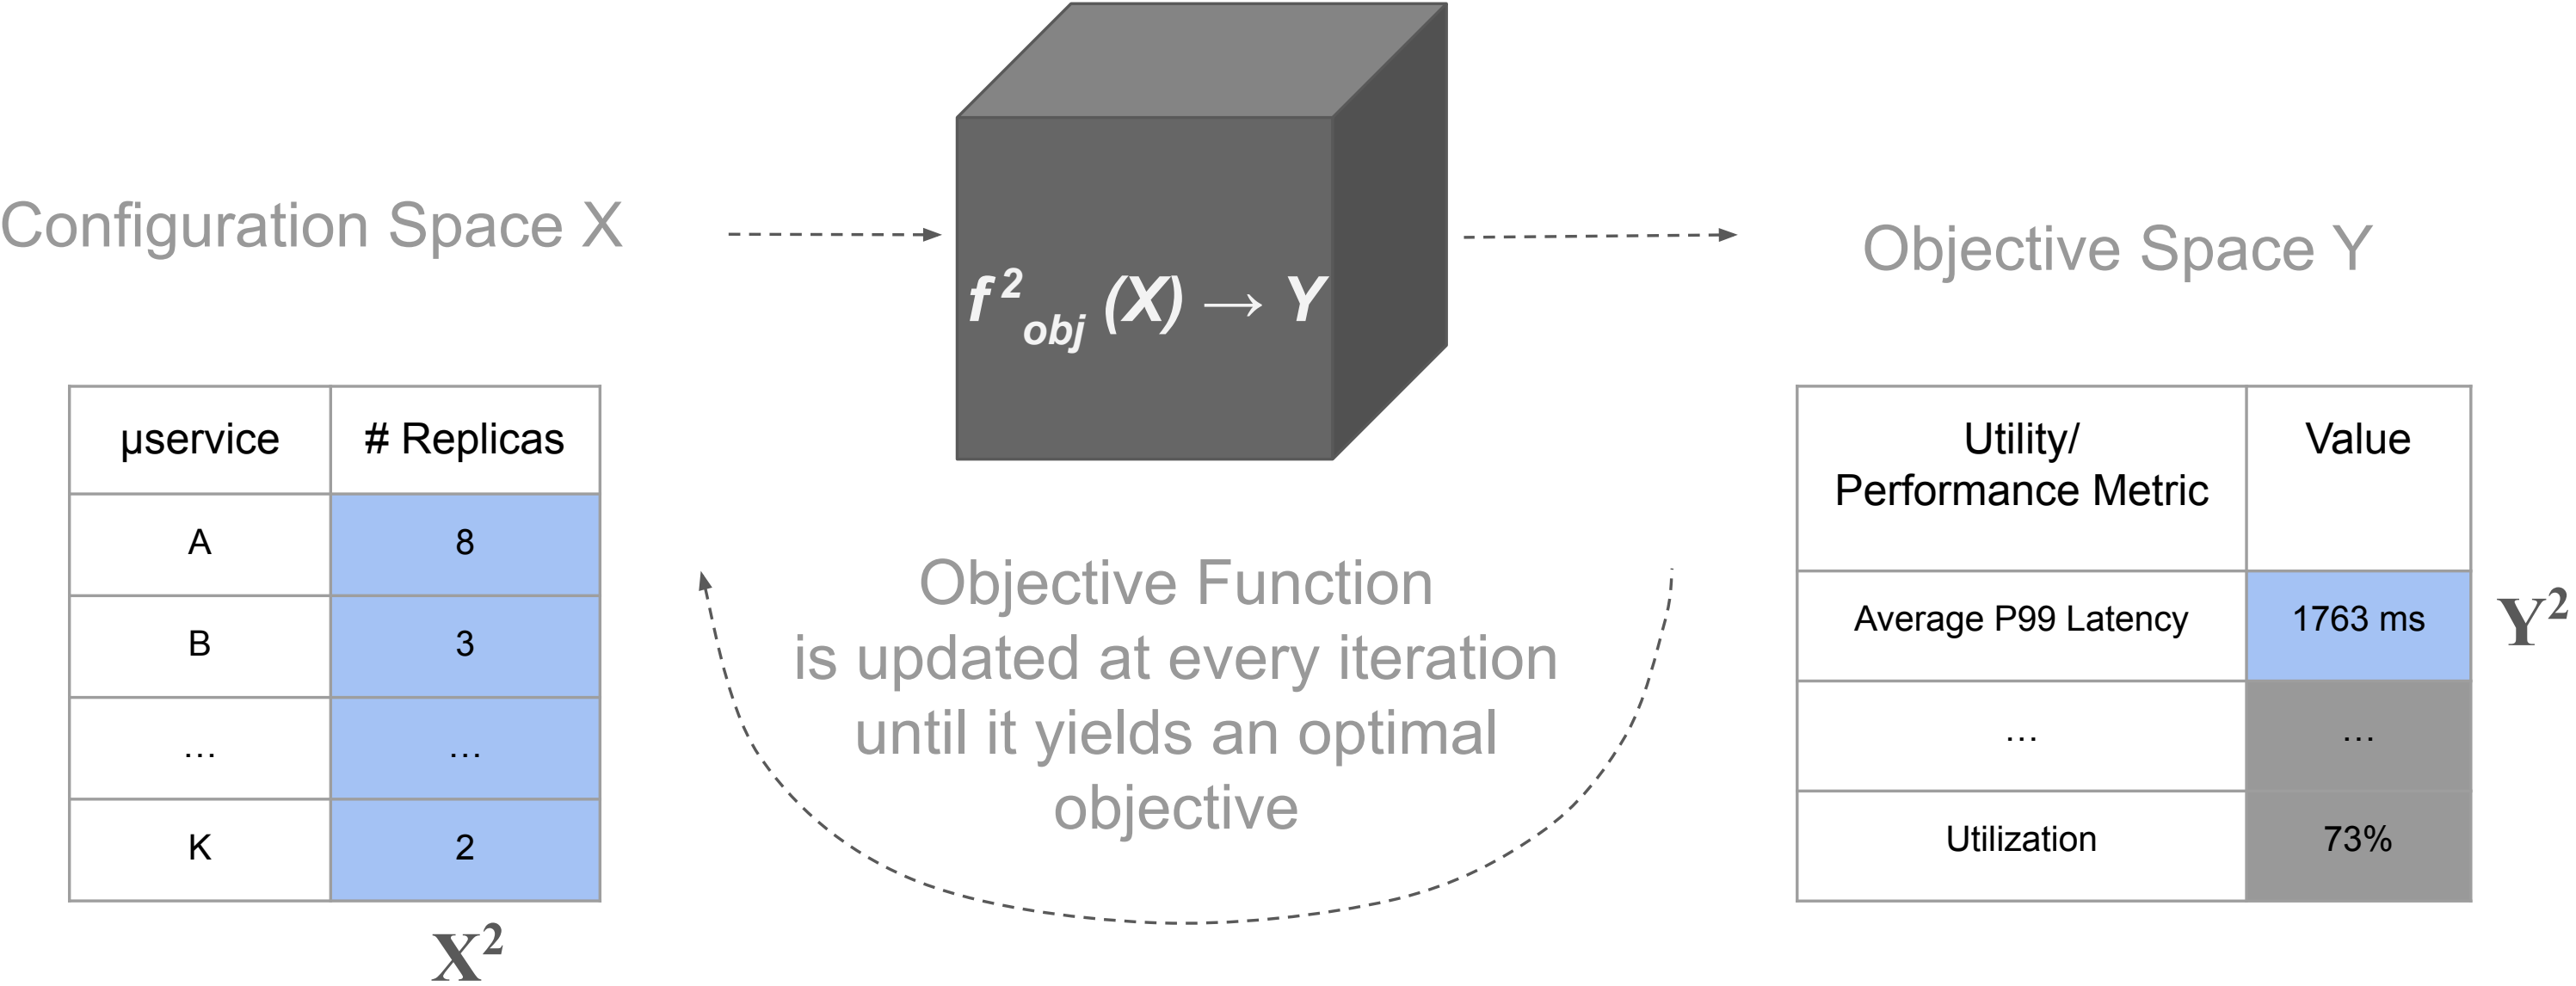 Configuration Space X
f²obj (X) → Y
Objective Space Y
µservice # Replicas
A 8
B 3
... ...
K 2
X²
Objective Function
is updated at every iteration
until it yields an optimal
objective
Utility/ Value
Performance Metric
Average P99 Latency 1763 ms
... ...
Utilization 73%
Y²